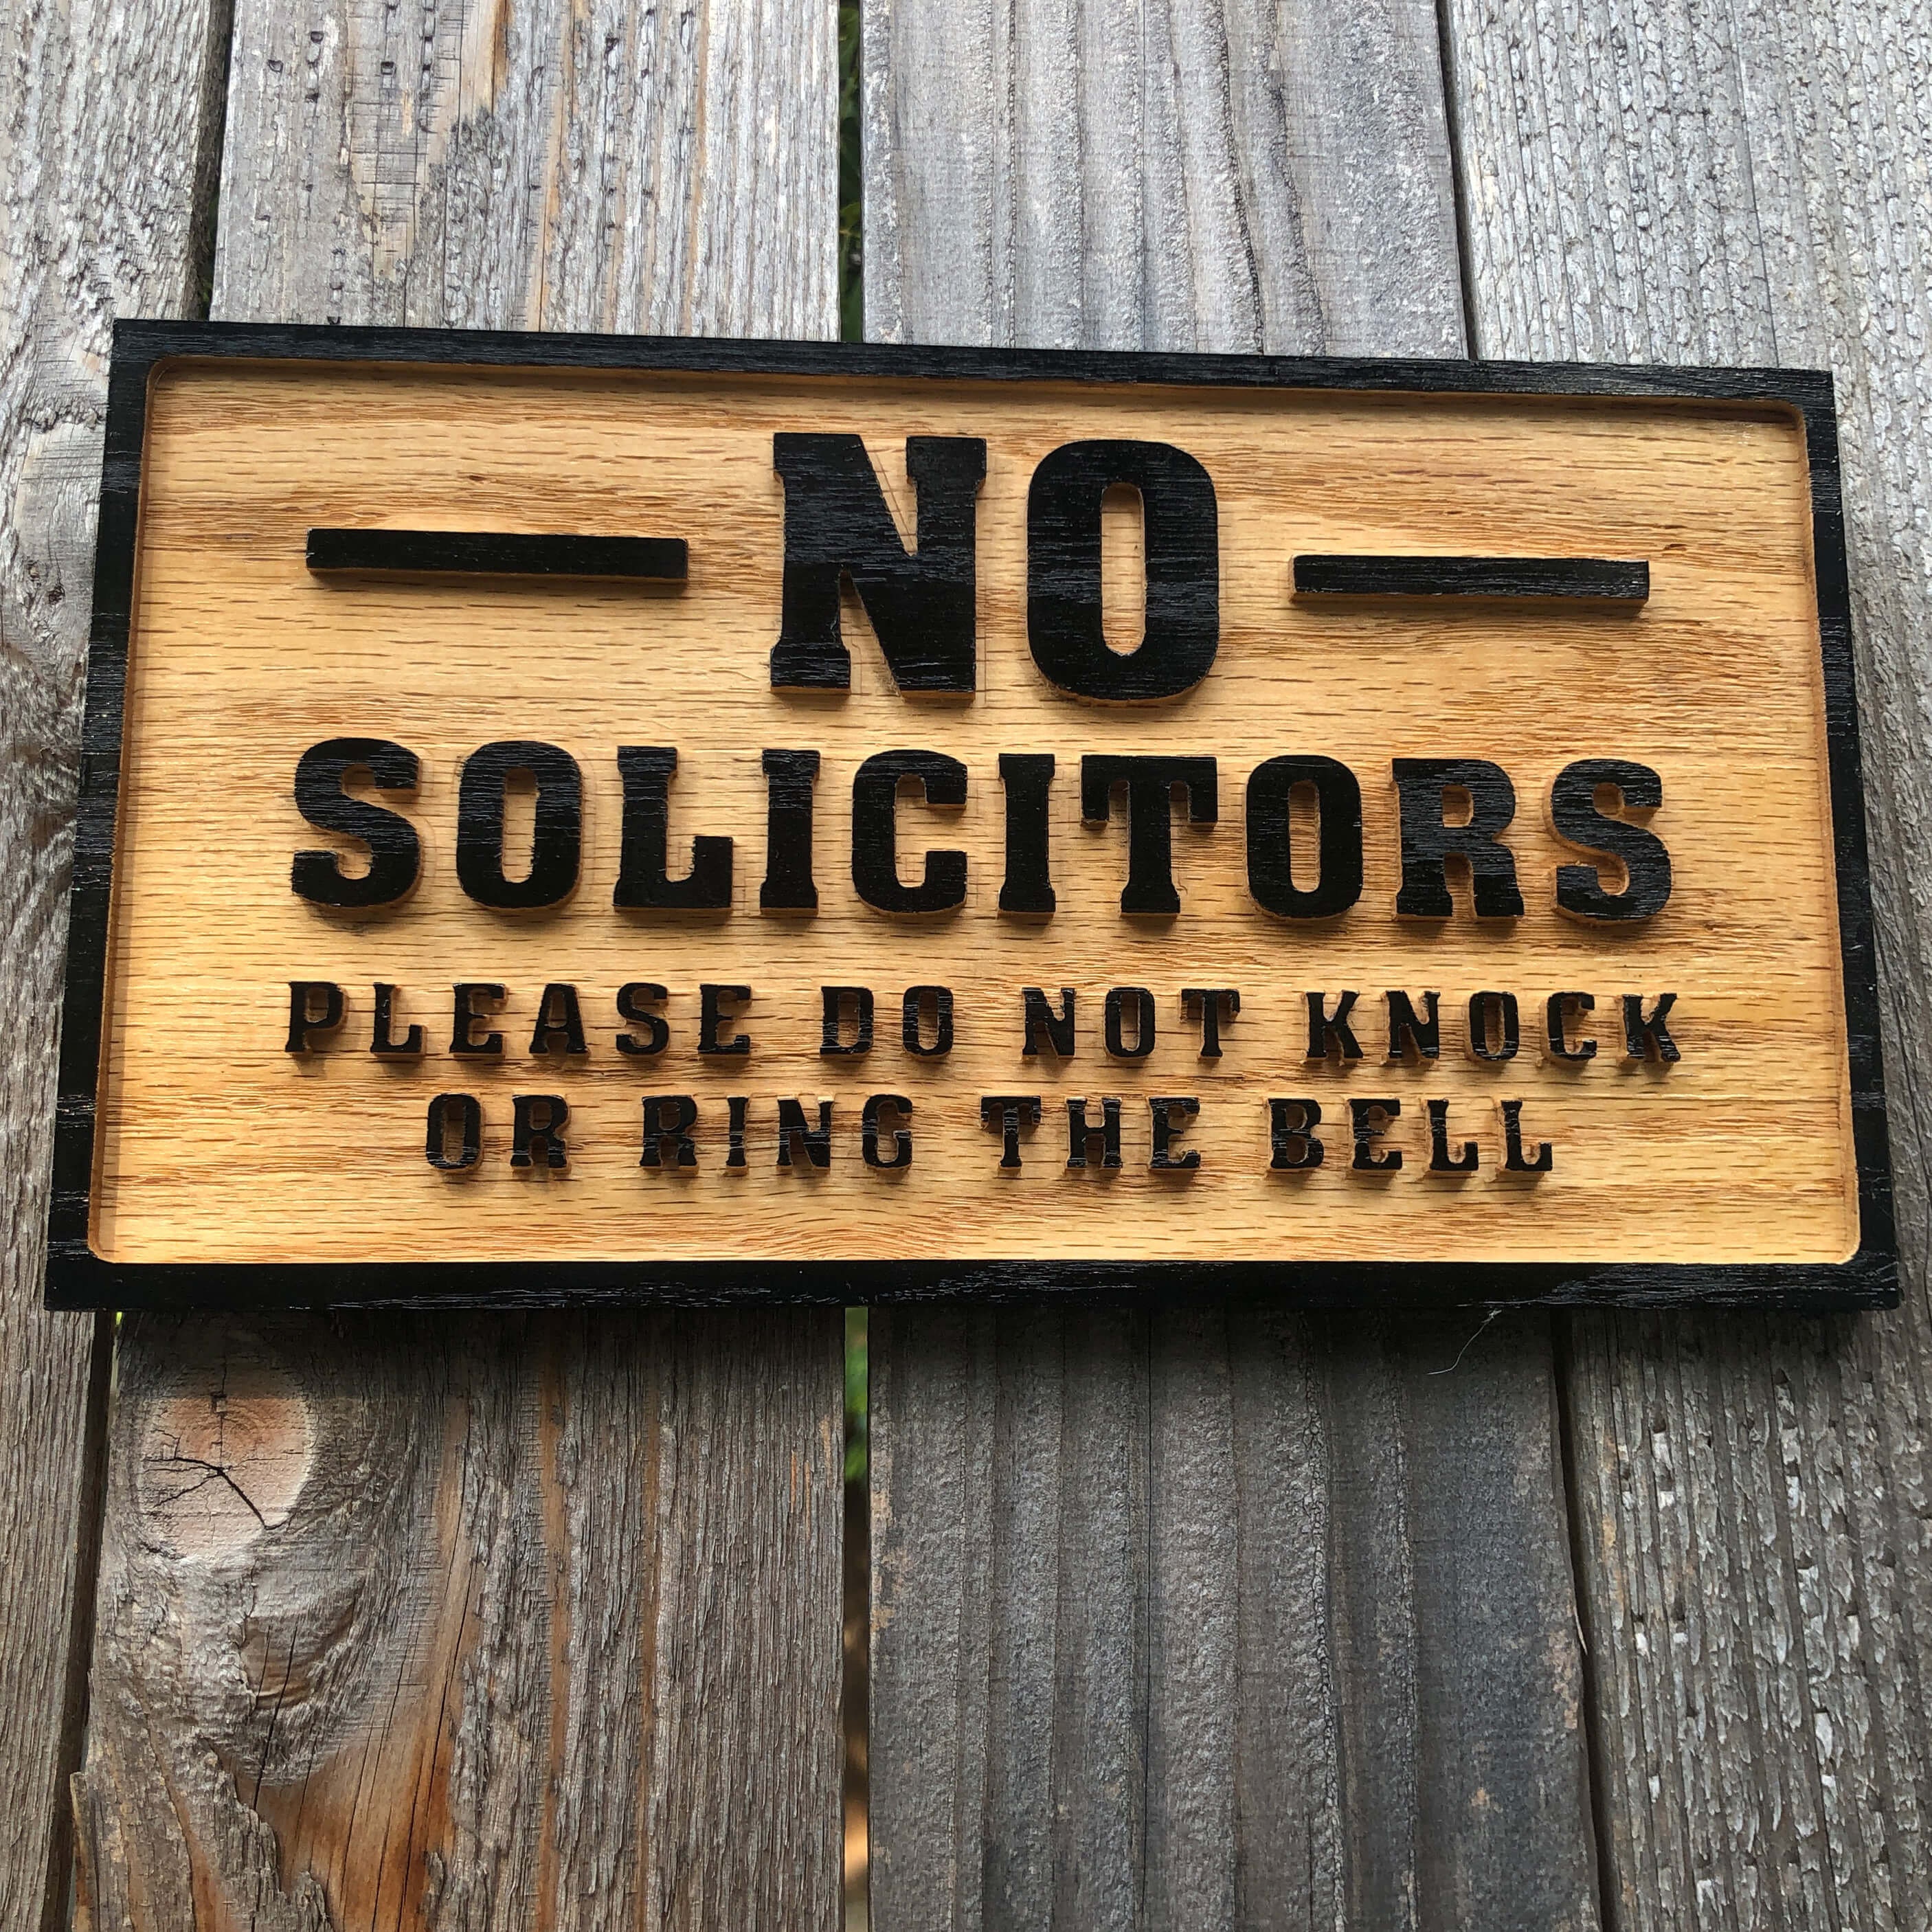 NO
SOLICITORS
PLEASE DO NOT KNOCK
OR RING THE BELL